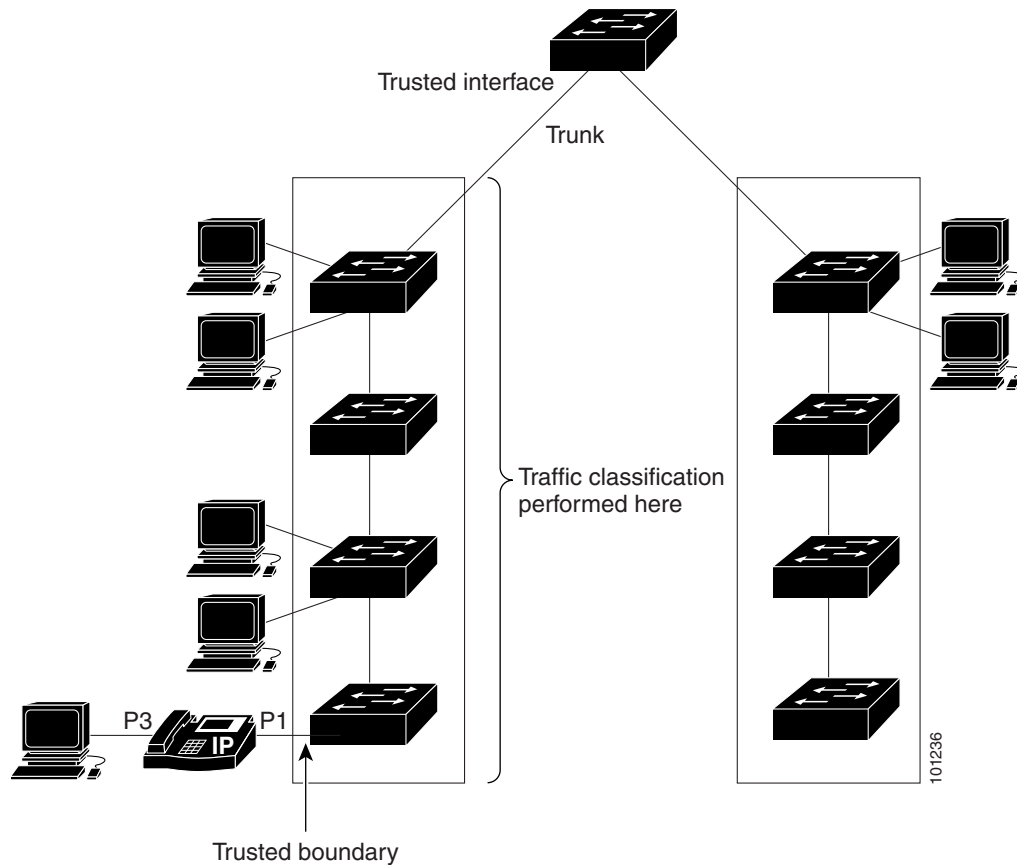 Trusted interface
Trunk
Traffic classification
performed here
P3
IP
P1
101236
Trusted boundary